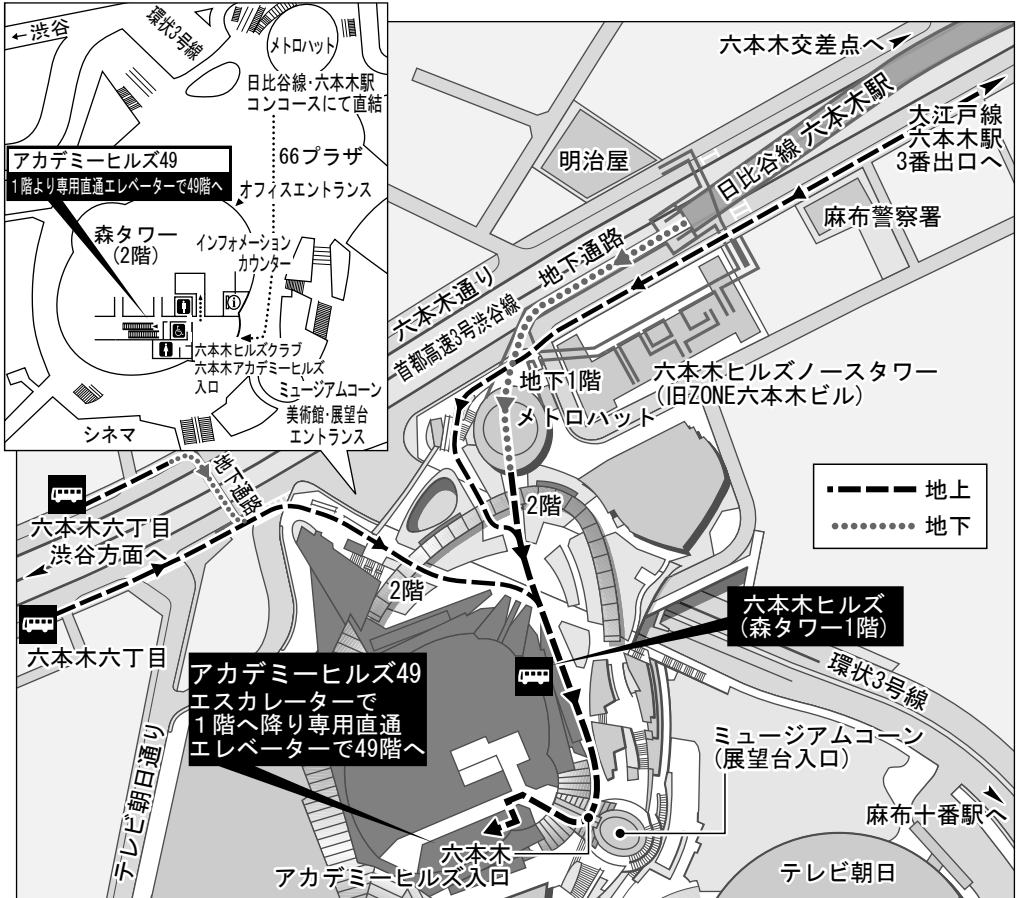 ←渋谷
環状3号線
メトロハット
日比谷線・六本木駅
コンコースにて直結
66プラザ
アカデミーヒルズ49
1階より専用直通エレベーターで49階へ
オフィスエントランス
森タワー
(2階)
インフォメーション
カウンター
六本木ヒルズクラブ
六本木アカデミーヒルズ
入口
ミュージアムコーン
美術館・展望台
エントランス
シネマ
六本木交差点へ
大江戸線
六本木駅
3番出口へ
日比谷線 六本木駅
明治屋
麻布警察署
地下通路
六本木通り
首都高速3号渋谷線
地下1階
メトロハット
六本木ヒルズノースタワー
(旧ZONE六本木ビル)
地上
地下
2階
地下通路
六本木六丁目
渋谷方面へ
2階
六本木六丁目
六本木ヒルズ
(森タワー1階)
アカデミーヒルズ49
エスカレーターで
1階へ降り専用直通
エレベーターで49階へ
環状3号線
ミュージアムコーン
(展望台入口)
テレビ朝日通り
麻布十番駅へ
六本木
アカデミーヒルズ入口
テレビ朝日